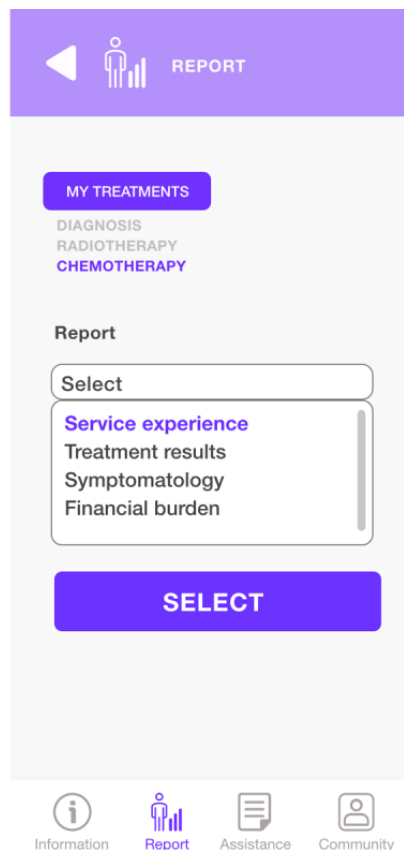 REPORT
MY TREATMENTS
DIAGNOSIS
RADIOTHERAPY
CHEMOTHERAPY
Report
Select
Service experience
Treatment results
Symptomatology
Financial burden
SELECT
Information Report Assistance Community